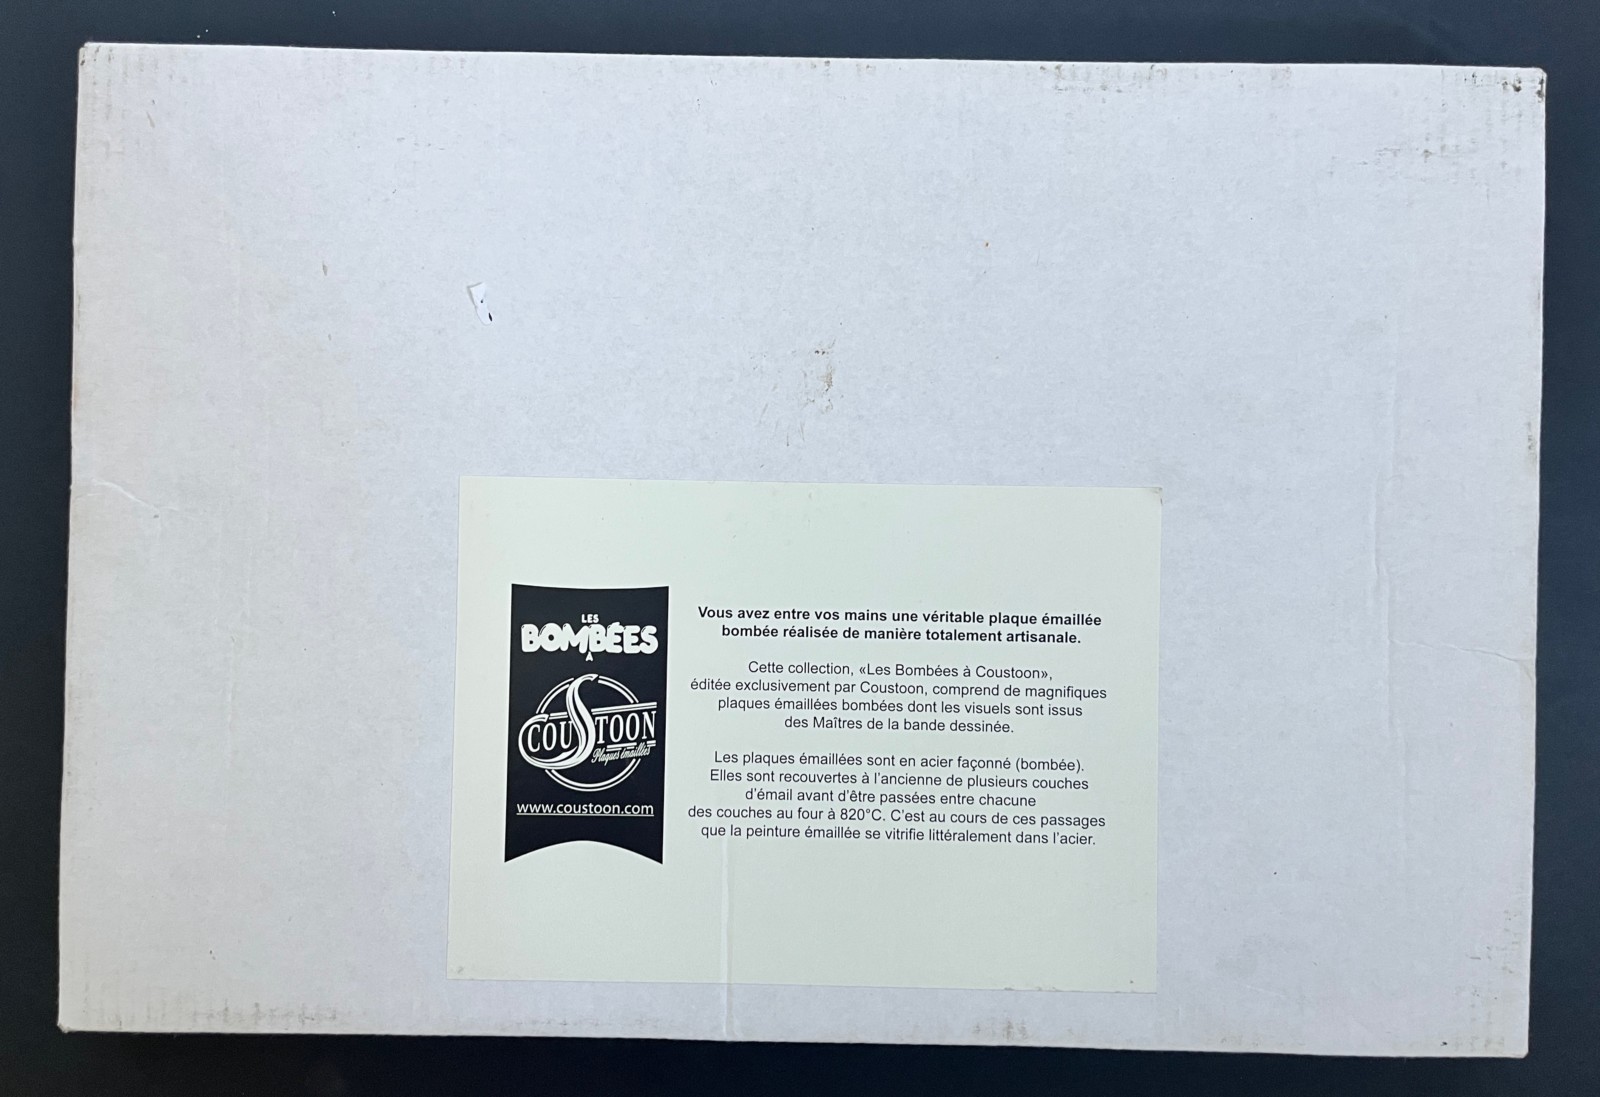 LES
BOMBÉES
À
COUSTOON
Plaques émaillées
www.coustoon.com
Vous avez entre vos mains une véritable plaque émaillée
bombée réalisée de manière totalement artisanale.
Cette collection, «Les Bombées à Coustoon»,
éditée exclusivement par Coustoon, comprend de magnifiques
plaques émaillées bombées dont les visuels sont issus
des Maîtres de la bande dessinée.
Les plaques émaillées sont en acier façonné (bombée).
Elles sont recouvertes à l'ancienne de plusieurs couches
d'émail avant d'être passées entre chacune
des couches au four à 820°C. C'est au cours de ces passages
que la peinture émaillée se vitrifie littéralement dans l'acier.